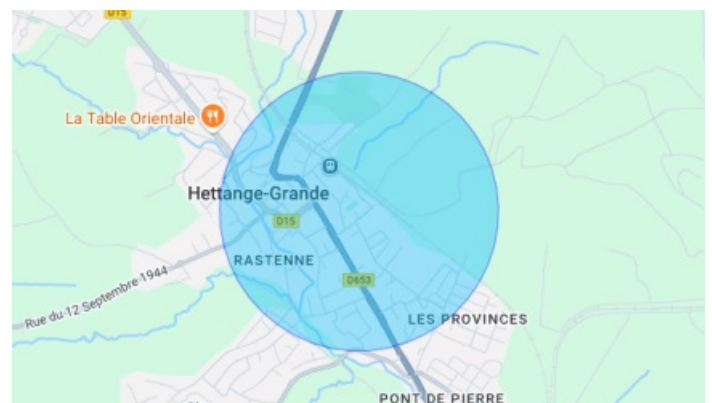 D15
La Table Orientale
Hettange-Grande
D15
RASTENNE
D653
Rue du 12 Septembre 1944
LES PROVINCES
PONT DE PIERRE